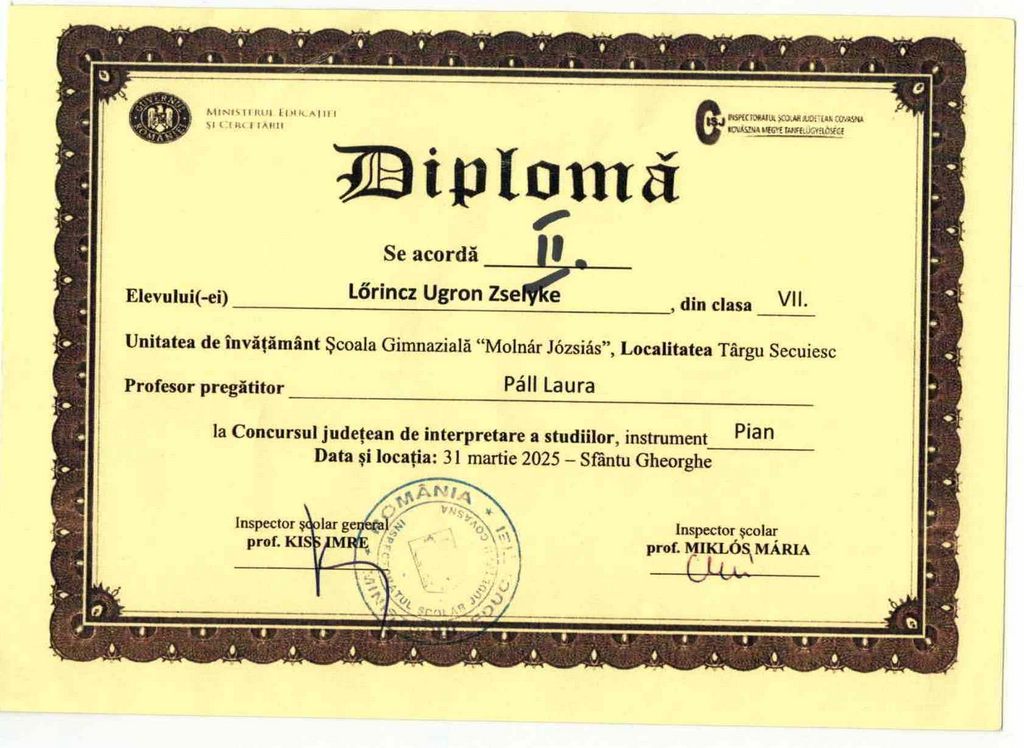 GUVERNUL ROMÂNIEI
MINISTERUL EDUCAȚIEI
ȘI CERCETĂRII
ISJ
INSPECTORATUL ȘCOLAR JUDEȚEAN COVASNA
KOVÁSZNA MEGYE TANFELÜGYELŐSÉGE
Diplomă
Se acordă II.
Elevului(-ei) Lőrincz Ugron Zselyke, din clasa VII.
Unitatea de învățământ Școala Gimnazială “Molnár Józsiás”, Localitatea Târgu Secuiesc
Profesor pregătitor Páll Laura
la Concursul județean de interpretare a studiilor, instrument Pian
Data și locația: 31 martie 2025 – Sfântu Gheorghe
Inspector școlar general
prof. KISS IMRE
Inspector școlar
prof. MIKLÓS MÁRIA
ROMÂNIA
INSPECTORATUL ȘCOLAR JUDEȚEAN COVASNA